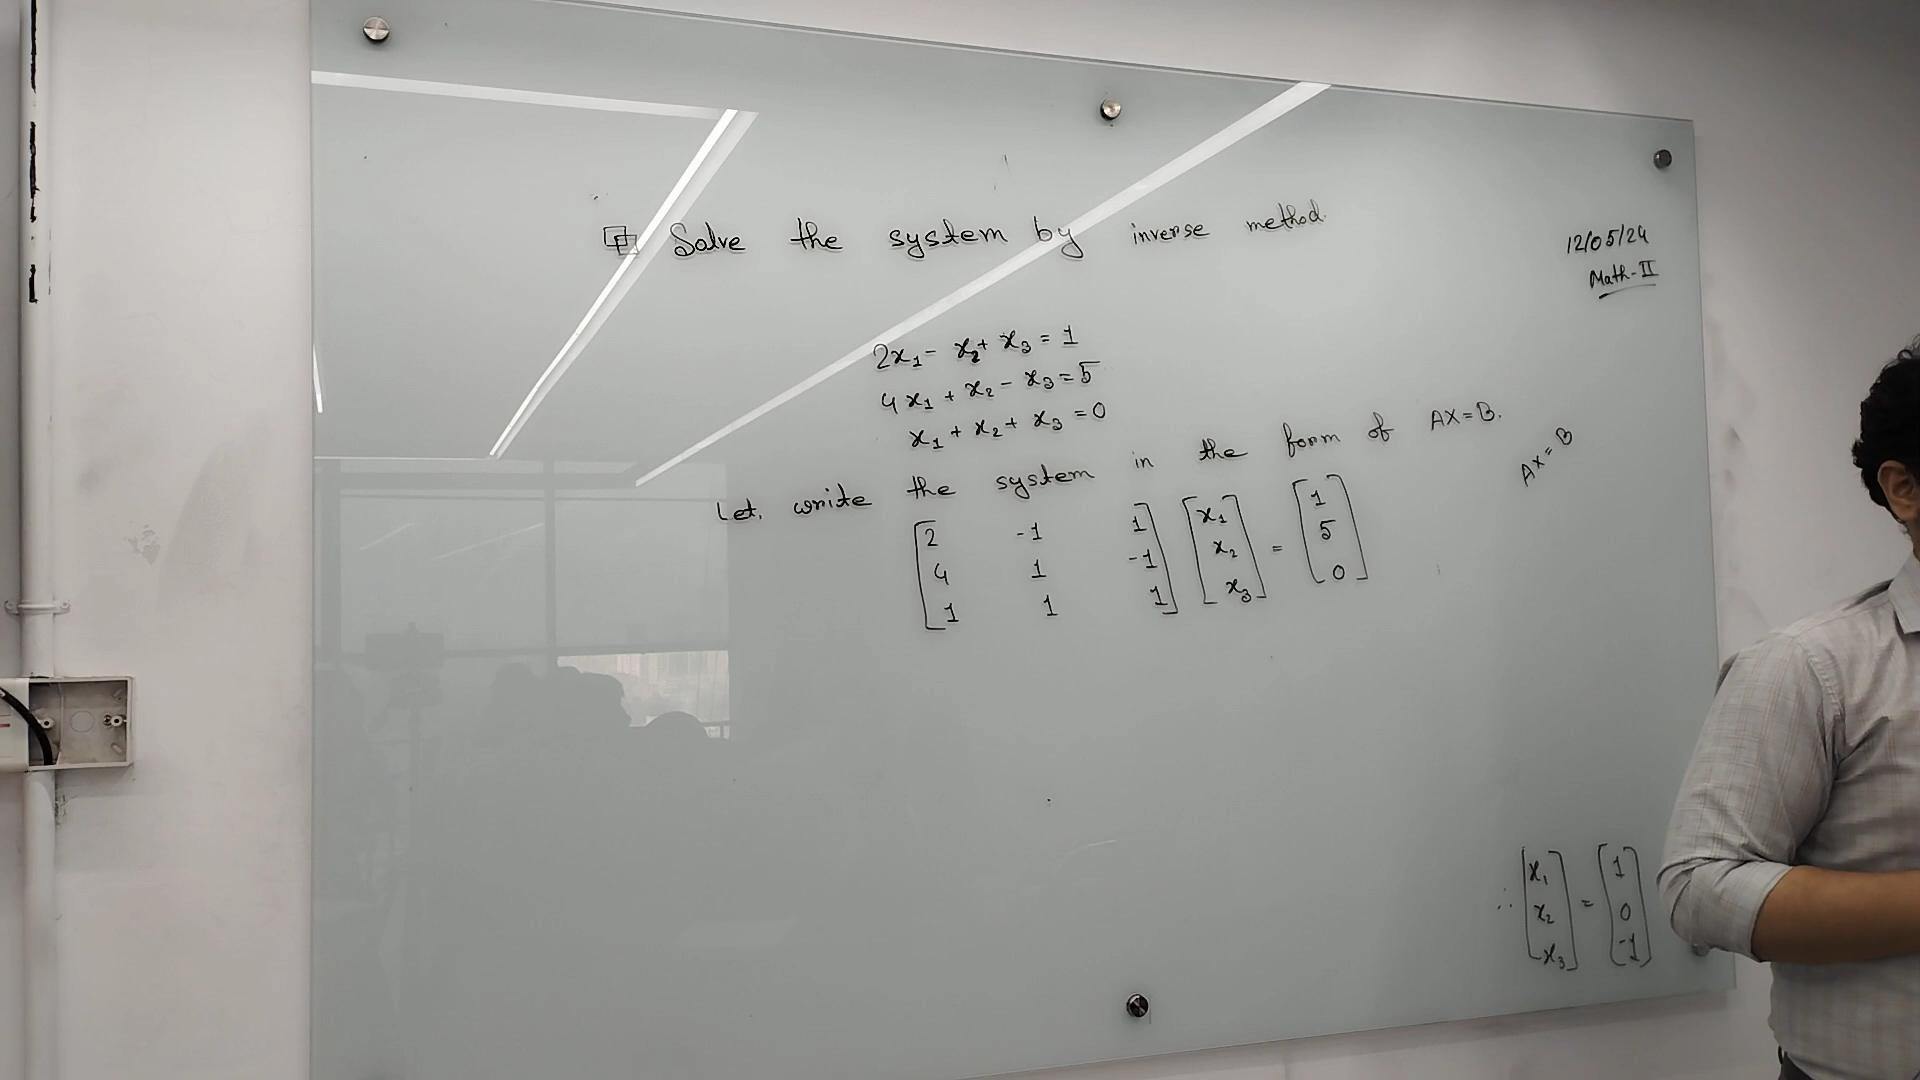 Solve the system by inverse method.
12/05/24
Math-II
2x₁ - x₂ + x₃ = 1
4x₁ + x₂ - x₃ = 5
x₁ + x₂ + x₃ = 0
Let, write the system in the form of AX = B.
AX = B
[2 -1 1] [x₁] = [1]
[4 1 -1] [x₂] = [5]
[1 1 1] [x₃] = [0]
∴ [x₁] = [1]
[x₂] = [0]
[x₃] = [-1]